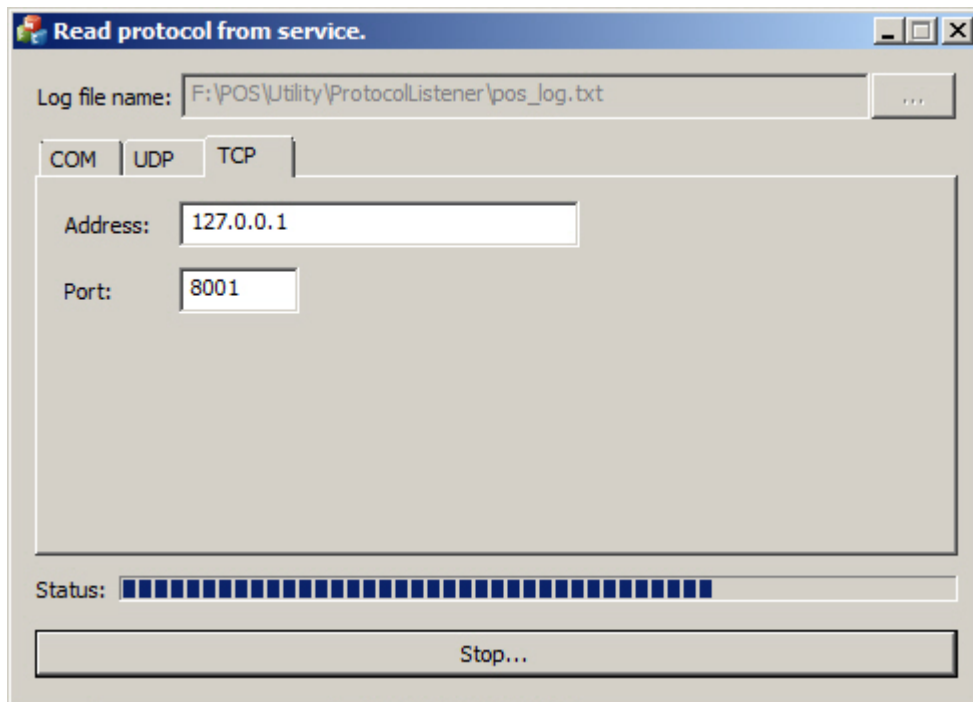 Read protocol from service.
Log file name: F:\POS\Utility\ProtocolListener\pos_log.txt ...
COM UDP TCP
Address: 127.0.0.1
Port: 8001
Status:
Stop...